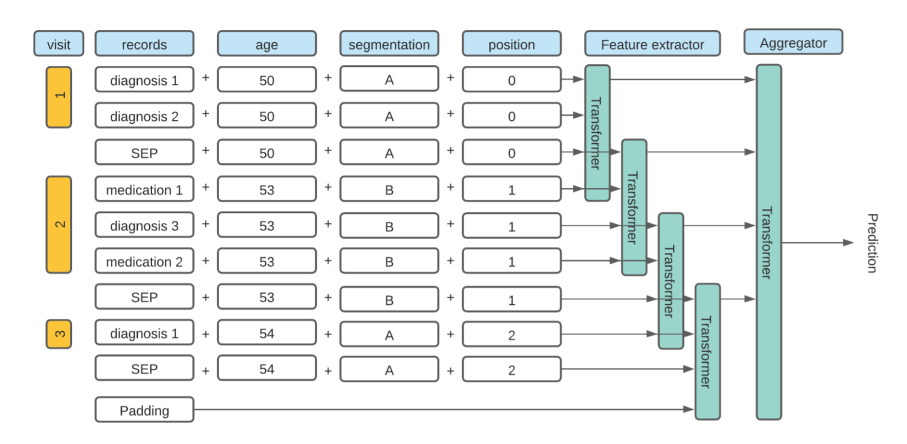 visit records age segmentation position Feature extractor Aggregator
1
diagnosis 1 + 50 + A + 0
diagnosis 2 + 50 + A + 0
SEP + 50 + A + 0
2
medication 1 + 53 + B + 1
diagnosis 3 + 53 + B + 1
medication 2 + 53 + B + 1
SEP + 53 + B + 1
3
diagnosis 1 + 54 + A + 2
SEP + 54 + A + 2
Padding
Transformer
Transformer
Transformer
Transformer
Transformer
Prediction